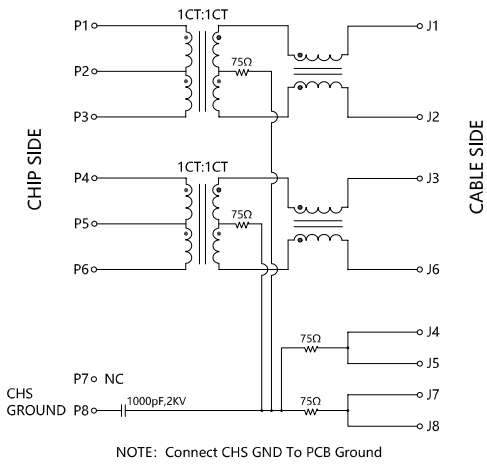 1CT:1CT
P1
J1
75Ω
P2
P3
J2
CHIP SIDE
CABLE SIDE
1CT:1CT
P4
J3
75Ω
P5
P6
J6
J4
75Ω
J5
P7 NC
J7
CHS
GROUND P8 1000pF,2KV
75Ω
J8
NOTE: Connect CHS GND To PCB Ground